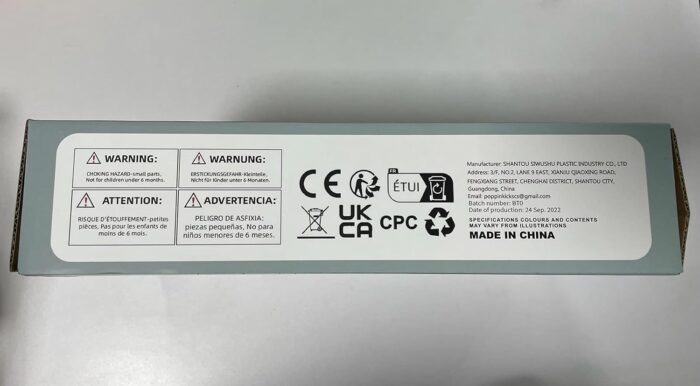 WARNING:
CHOKING HAZARD-small parts.
Not for children under 6 months.
WARNUNG:
ERSTICKUNGSGEFAHR-Kleinteile.
Nicht für Kinder unter 6 Monaten.
ATTENTION:
RISQUE D'ÉTOUFFEMENT-petites
pièces, Pas pour les enfants de
moins de 6 mois.
ADVERTENCIA:
PELIGRO DE ASFIXIA:
piezas pequeñas, No para
niños menores de 6 meses.
CE
FR
ÉTUI
UK
CA
CPC
Manufacturer: SHANTOU SIWUSHU PLASTIC INDUSTRY CO., LTD
Address: 3/F, NO.2, LANE 9 EAST, XIANJU QIAOXING ROAD,
FENGXIANG STREET, CHENGHAI DISTRICT, SHANTOU CITY,
Guangdong, China
Email: poppinkickscs@gmail.com
Batch number: BT0
Date of production: 24 Sep. 2022
SPECIFICATIONS COLOURS AND CONTENTS
MAY VARY FROM ILLUSTRATIONS
MADE IN CHINA